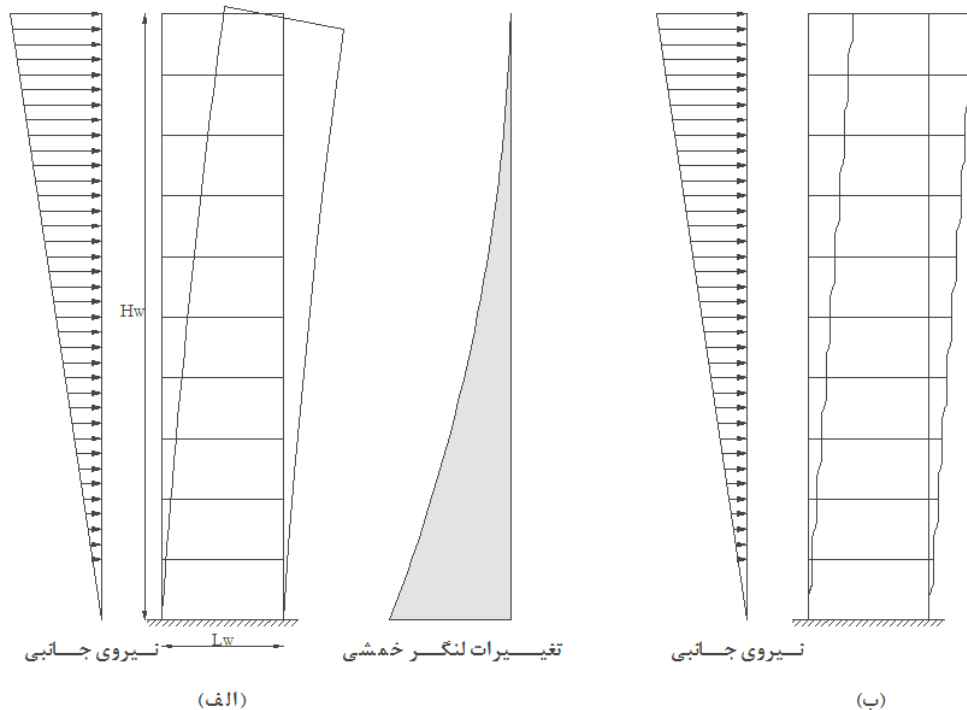 Hw
Lw
نیروی جانبی
تغییرات لنگر خمشی
نیروی جانبی
(الف)
(ب)